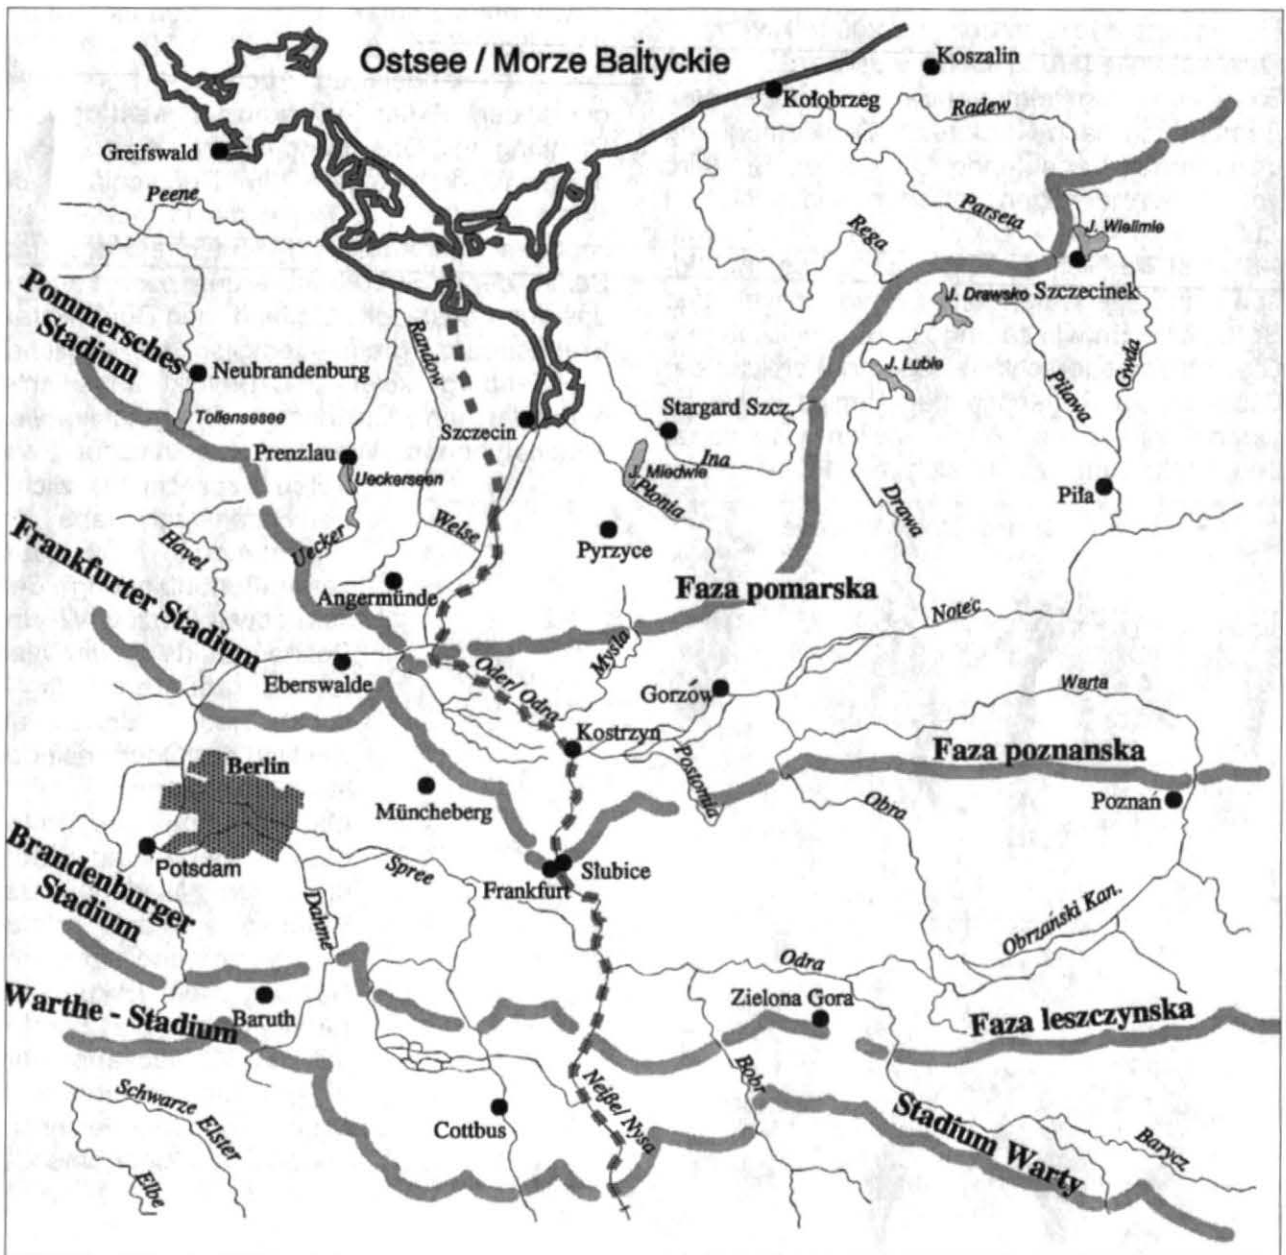 Ostsee / Morze Bałtyckie
Koszalin
Kołobrzeg
Radew
Greifswald
Peene
Parseta
J. Wielimie
Rega
Szczecinek
J. Drawsko
Pommersches
Stadium
Randow
Neubrandenburg
J. Lubie
Piława
Gwda
Tollensesee
Stargard Szcz.
Szczecin
Ina
Prenzlau
J. Miedwie
Ueckerseen
Płonia
Piła
Drawa
Welse
Havel
Uecker
Pyrzyce
Frankfurter Stadium
Angermünde
Faza pomarska
Noteć
Mysla
Eberswalde
Oder/ Odra
Gorzów
Warta
Kostrzyn
Berlin
Postomia
Faza poznanska
Müncheberg
Obra
Poznań
Potsdam
Brandenburger
Stadium
Spree
Frankfurt
Słubice
Dahme
Obrzański Kan.
Odra
Zielona Gora
Warthe - Stadium
Baruth
Faza leszczynska
Bobr
Neiße/ Nysa
Schwarze Elster
Stadium Warty
Cottbus
Barycz
Elbe